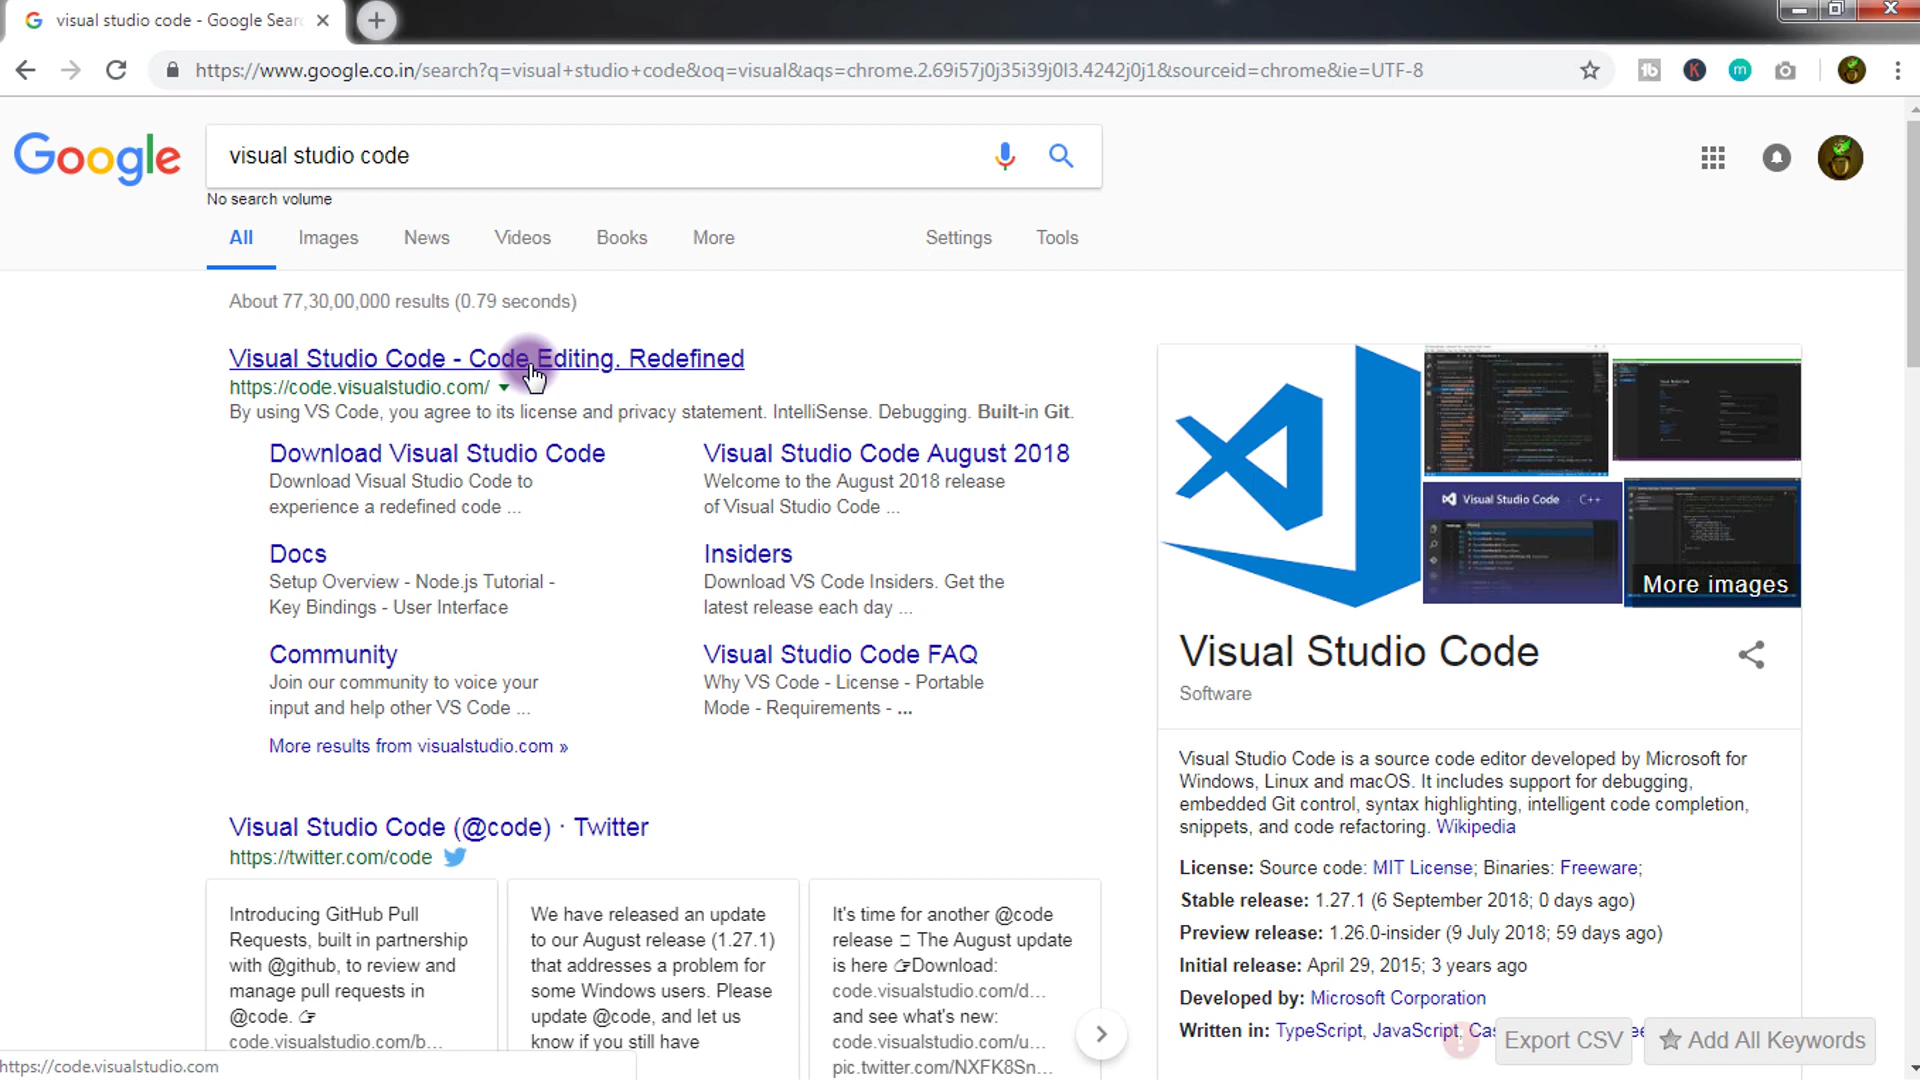 visual studio code - Google Sear
https://www.google.co.in/search?q=visual+studio+code&oq=visual&aqs=chrome.2.69i57j0j35i39j0l3.4242j0j1&sourceid=chrome&ie=UTF-8
Google
visual studio code
No search volume
All Images News Videos Books More Settings Tools
About 77,30,00,000 results (0.79 seconds)
Visual Studio Code - Code Editing. Redefined
https://code.visualstudio.com/
By using VS Code, you agree to its license and privacy statement. IntelliSense. Debugging. Built-in Git.
Download Visual Studio Code
Download Visual Studio Code to
experience a redefined code ...
Visual Studio Code August 2018
Welcome to the August 2018 release
of Visual Studio Code ...
Docs
Setup Overview - Node.js Tutorial -
Key Bindings - User Interface
Insiders
Download VS Code Insiders. Get the
latest release each day ...
Community
Join our community to voice your
input and help other VS Code ...
Visual Studio Code FAQ
Why VS Code - License - Portable
Mode - Requirements - ...
More results from visualstudio.com »
Visual Studio Code (@code) · Twitter
https://twitter.com/code
Introducing GitHub Pull
Requests, built in partnership
with @github, to review and
manage pull requests in
@code. 👉
code.visualstudio.com/b...
We have released an update
to our August release (1.27.1)
that addresses a problem for
some Windows users. Please
update @code, and let us
know if you still have
It's time for another @code
release ▯ The August update
is here 👉Download:
code.visualstudio.com/d...
and see what's new:
code.visualstudio.com/u...
pic.twitter.com/NXFK8Sn...
Visual Studio Code C++
More images
Visual Studio Code
Software
Visual Studio Code is a source code editor developed by Microsoft for
Windows, Linux and macOS. It includes support for debugging,
embedded Git control, syntax highlighting, intelligent code completion,
snippets, and code refactoring. Wikipedia
License: Source code: MIT License; Binaries: Freeware;
Stable release: 1.27.1 (6 September 2018; 0 days ago)
Preview release: 1.26.0-insider (9 July 2018; 59 days ago)
Initial release: April 29, 2015; 3 years ago
Developed by: Microsoft Corporation
Written in: TypeScript, JavaScript, Cas
Export CSV
Add All Keywords
https://code.visualstudio.com